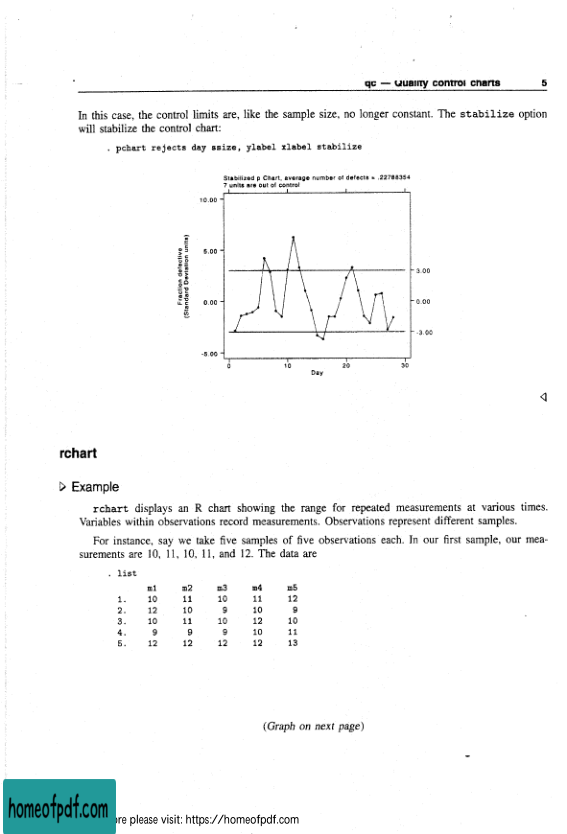 qc — Quality control charts 5
In this case, the control limits are, like the sample size, no longer constant. The stabilize option
will stabilize the control chart:
. pchart rejects day ssize, ylabel xlabel stabilize
Stabilized p Chart, average number of defects = .22788354
7 units are out of control
10.00
5.00
0.00
-5.00
Fraction defective
(Standard Deviation units)
3.00
0.00
-3.00
0 10 20 30
Day
rchart
Example
rchart displays an R chart showing the range for repeated measurements at various times.
Variables within observations record measurements. Observations represent different samples.
For instance, say we take five samples of five observations each. In our first sample, our mea-
surements are 10, 11, 10, 11, and 12. The data are
. list
m1 m2 m3 m4 m5
1. 10 11 10 11 12
2. 12 10 9 10 9
3. 10 11 10 12 10
4. 9 9 9 10 11
5. 12 12 12 12 13
(Graph on next page)
homeofpdf.com
re please visit: https://homeofpdf.com